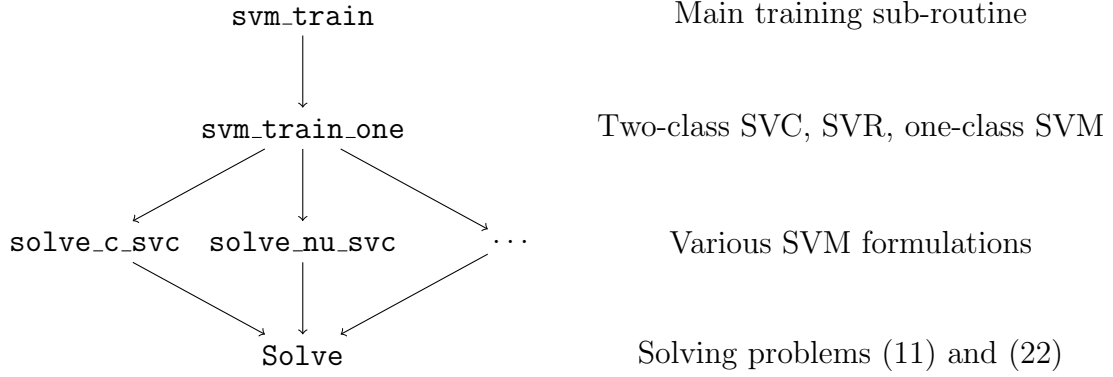 svm_train Main training sub-routine
svm_train_one Two-class SVC, SVR, one-class SVM
solve_c_svc solve_nu_svc ... Various SVM formulations
Solve Solving problems (11) and (22)